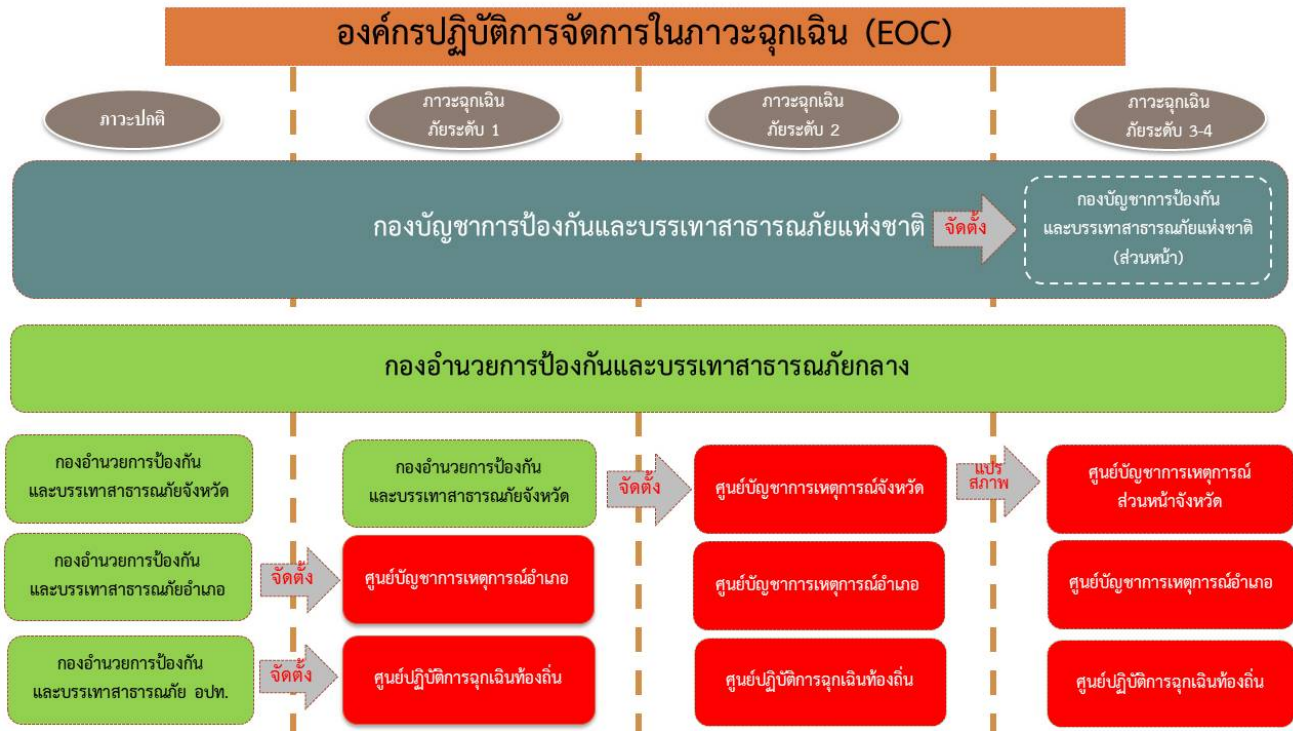 องค์กรปฏิบัติการจัดการในภาวะฉุกเฉิน (EOC)
ภาวะปกติ
ภาวะฉุกเฉิน
ภัยระดับ 1
ภาวะฉุกเฉิน
ภัยระดับ 2
ภาวะฉุกเฉิน
ภัยระดับ 3-4
กองบัญชาการป้องกันและบรรเทาสาธารณภัยแห่งชาติ
จัดตั้ง
กองบัญชาการป้องกัน
และบรรเทาสาธารณภัยแห่งชาติ
(ส่วนหน้า)
กองอำนวยการป้องกันและบรรเทาสาธารณภัยกลาง
กองอำนวยการป้องกัน
และบรรเทาสาธารณภัยจังหวัด
กองอำนวยการป้องกัน
และบรรเทาสาธารณภัยจังหวัด
จัดตั้ง
ศูนย์บัญชาการเหตุการณ์จังหวัด
แปร
สภาพ
ศูนย์บัญชาการเหตุการณ์
ส่วนหน้าจังหวัด
กองอำนวยการป้องกัน
และบรรเทาสาธารณภัยอำเภอ
จัดตั้ง
ศูนย์บัญชาการเหตุการณ์อำเภอ
ศูนย์บัญชาการเหตุการณ์อำเภอ
ศูนย์บัญชาการเหตุการณ์อำเภอ
กองอำนวยการป้องกัน
และบรรเทาสาธารณภัย อปท.
จัดตั้ง
ศูนย์ปฏิบัติการฉุกเฉินท้องถิ่น
ศูนย์ปฏิบัติการฉุกเฉินท้องถิ่น
ศูนย์ปฏิบัติการฉุกเฉินท้องถิ่น